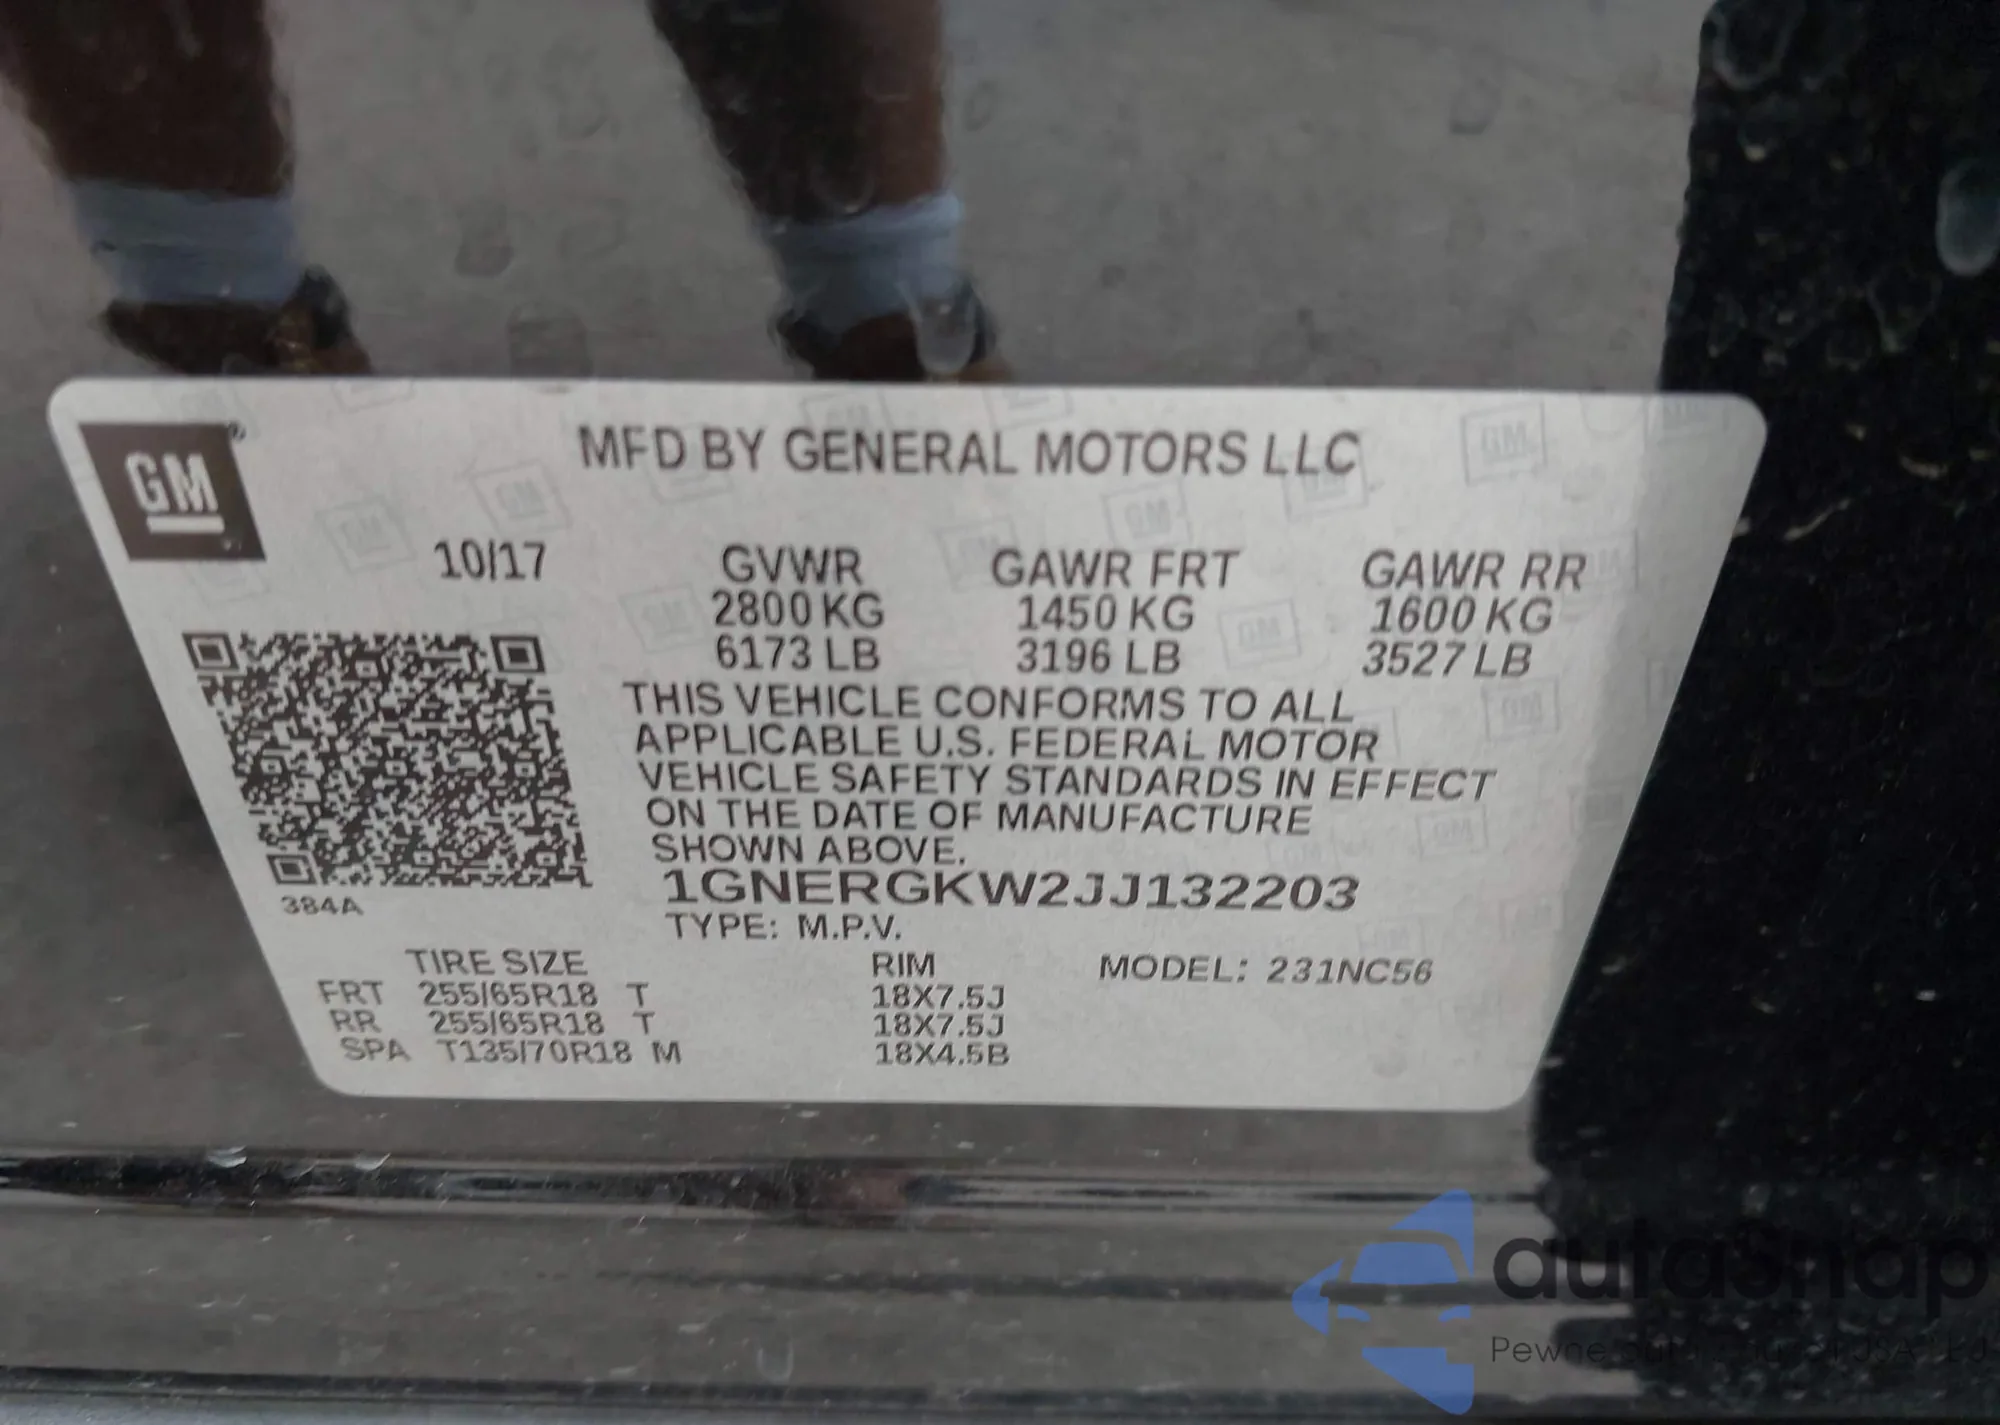 GM
MFD BY GENERAL MOTORS LLC
10/17 GVWR GAWR FRT GAWR RR
2800 KG 1450 KG 1600 KG
6173 LB 3196 LB 3527 LB
THIS VEHICLE CONFORMS TO ALL
APPLICABLE U.S. FEDERAL MOTOR
VEHICLE SAFETY STANDARDS IN EFFECT
ON THE DATE OF MANUFACTURE
SHOWN ABOVE.
1GNERGKW2JJ132203
384A
TYPE: M.P.V.
TIRE SIZE RIM MODEL: 231NC56
FRT 255/65R18 T 18X7.5J
RR 255/65R18 T 18X7.5J
SPA T135/70R18 M 18X4.5B
autaSnap
Pewne